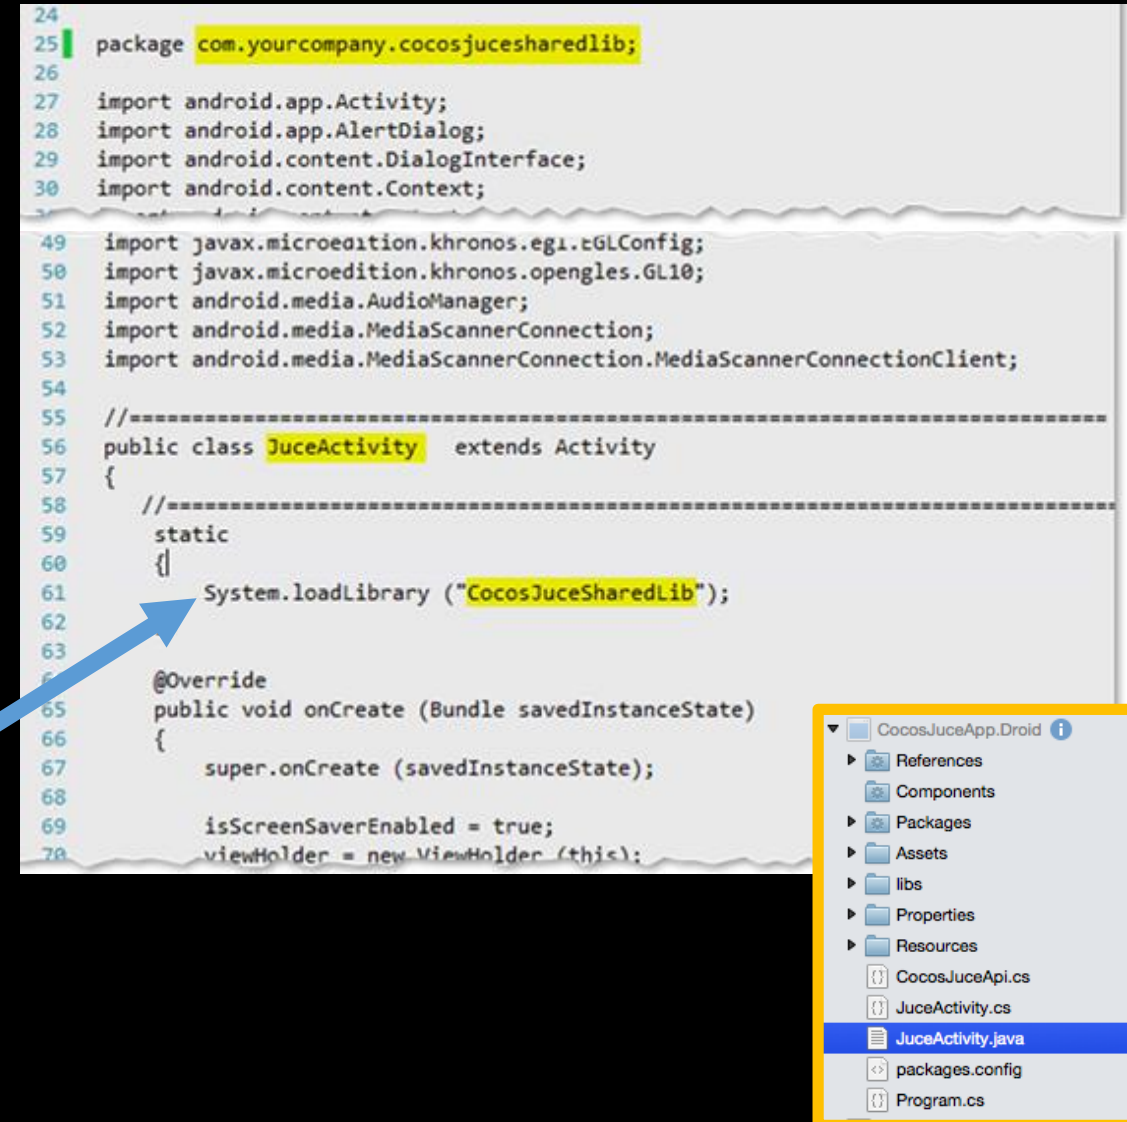 24
25 package com.yourcompany.cocosjucesharedlib;
26
27 import android.app.Activity;
28 import android.app.AlertDialog;
29 import android.content.DialogInterface;
30 import android.content.Context;
49 import javax.microedition.khronos.egl.EGLConfig;
50 import javax.microedition.khronos.opengles.GL10;
51 import android.media.AudioManager;
52 import android.media.MediaScannerConnection;
53 import android.media.MediaScannerConnection.MediaScannerConnectionClient;
54
55 //==============================================================================
56 public class JuceActivity   extends Activity
57 {
58 //==============================================================================
59 static
60 {
61 System.loadLibrary ("CocosJuceSharedLib");
62
63
@Override
65 public void onCreate (Bundle savedInstanceState)
66 {
67 super.onCreate (savedInstanceState);
68
69 isScreenSaverEnabled = true;
70 viewHolder = new ViewHolder (this);
CocosJuceApp.Droid
References
Components
Packages
Assets
libs
Properties
Resources
CocosJuceApi.cs
JuceActivity.cs
JuceActivity.java
packages.config
Program.cs